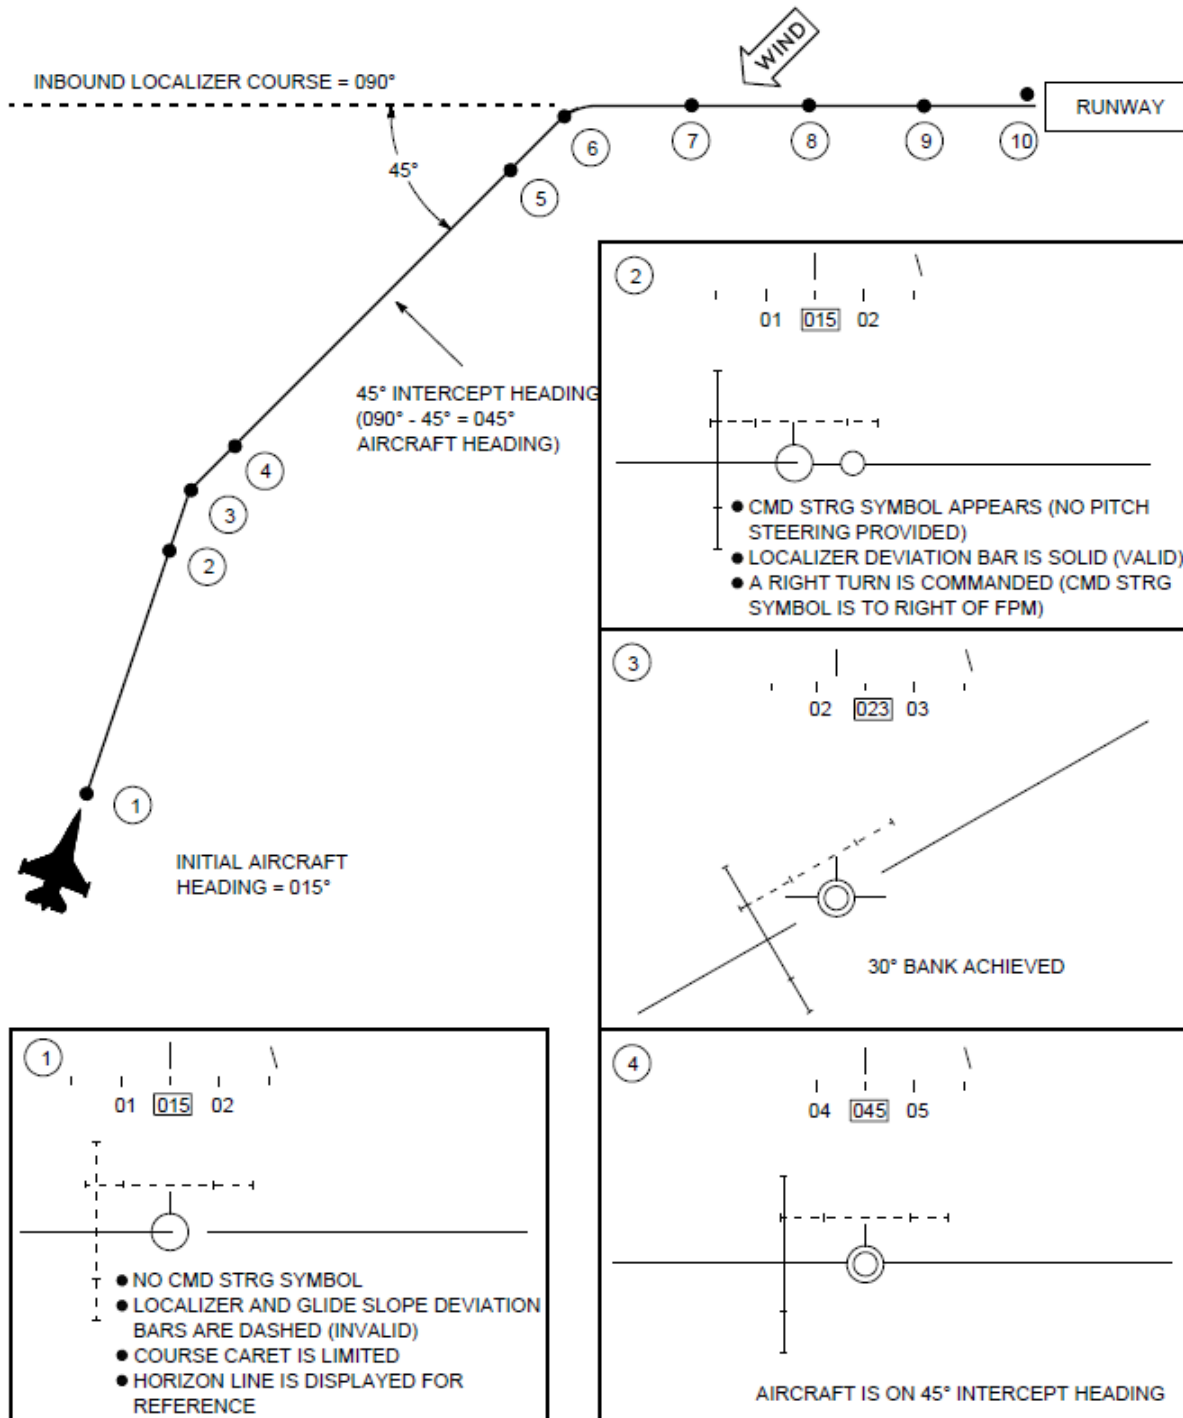 WIND
INBOUND LOCALIZER COURSE = 090°
RUNWAY
45°
6
7
8
9
10
5
45° INTERCEPT HEADING
(090° - 45° = 045°
AIRCRAFT HEADING)
4
3
2
1
INITIAL AIRCRAFT
HEADING = 015°
2
01 015 02
● CMD STRG SYMBOL APPEARS (NO PITCH
STEERING PROVIDED)
● LOCALIZER DEVIATION BAR IS SOLID (VALID)
● A RIGHT TURN IS COMMANDED (CMD STRG
SYMBOL IS TO RIGHT OF FPM)
3
02 023 03
30° BANK ACHIEVED
1
01 015 02
● NO CMD STRG SYMBOL
● LOCALIZER AND GLIDE SLOPE DEVIATION
BARS ARE DASHED (INVALID)
● COURSE CARET IS LIMITED
● HORIZON LINE IS DISPLAYED FOR
REFERENCE
4
04 045 05
AIRCRAFT IS ON 45° INTERCEPT HEADING